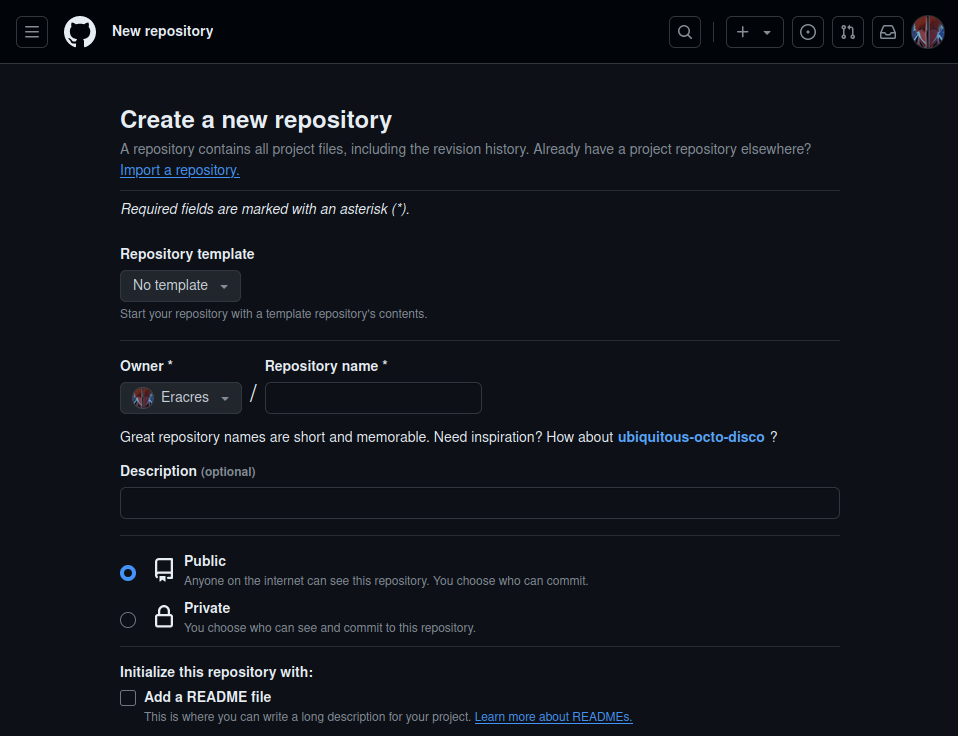 New repository
Create a new repository
A repository contains all project files, including the revision history. Already have a project repository elsewhere?
Import a repository.
Required fields are marked with an asterisk (*).
Repository template
No template
Start your repository with a template repository's contents.
Owner * Repository name *
Eracres /
Great repository names are short and memorable. Need inspiration? How about ubiquitous-octo-disco ?
Description (optional)
Public
Anyone on the internet can see this repository. You choose who can commit.
Private
You choose who can see and commit to this repository.
Initialize this repository with:
Add a README file
This is where you can write a long description for your project. Learn more about READMEs.